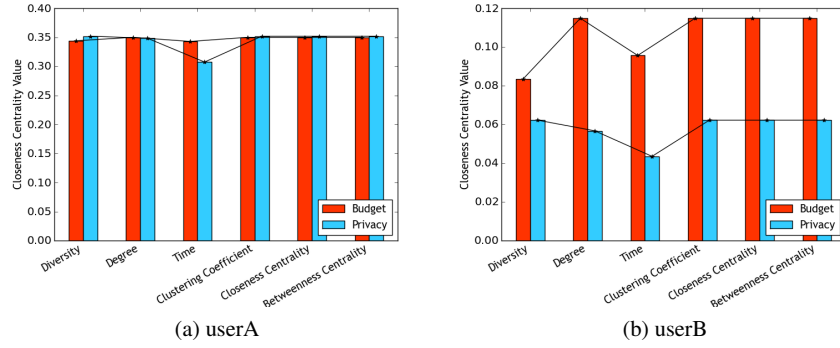 Closeness Centrality Value
0.40
0.35
0.30
0.25
0.20
0.15
0.10
0.05
0.00
Diversity
Degree
Time
Clustering Coefficient
Closeness Centrality
Betweenness Centrality
Budget
Privacy
(a) userA
Closeness Centrality Value
0.12
0.10
0.08
0.06
0.04
0.02
0.00
Diversity
Degree
Time
Clustering Coefficient
Closeness Centrality
Betweenness Centrality
Budget
Privacy
(b) userB